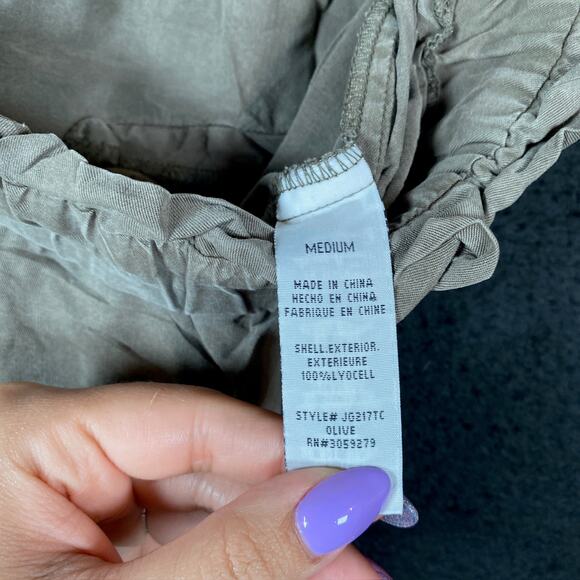 MEDIUM
MADE IN CHINA
HECHO EN CHINA
FABRIQUE EN CHINE
SHELL.EXTERIOR.
EXTERIEURE
100%LYOCELL
STYLE# JG217TC
OLIVE
RN#3059279